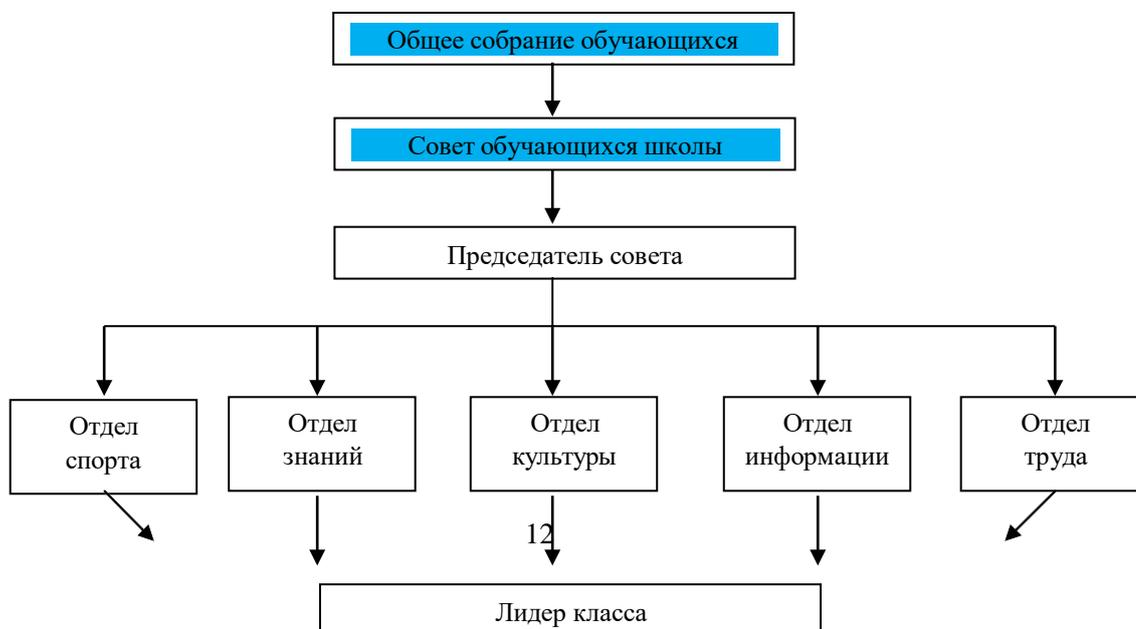 Общее собрание обучающихся
Совет обучающихся школы
Председатель совета
Отдел
спорта
Отдел
знаний
Отдел
культуры
Отдел
информации
Отдел
труда
12
Лидер класса